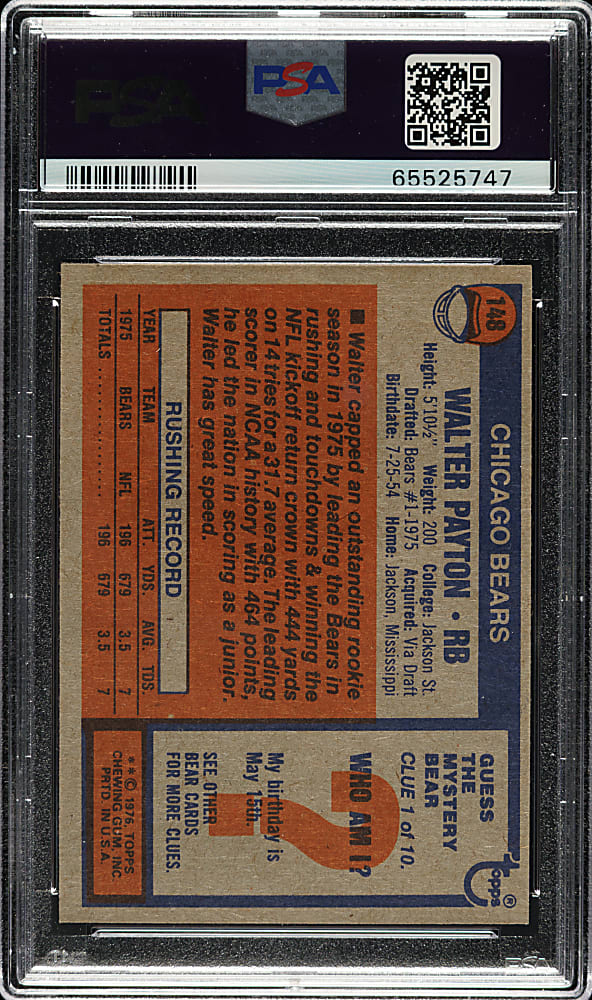 PSA
PSA
65525747
148
CHICAGO BEARS
WALTER PAYTON • RB
Height: 5'10½" Weight: 200 College: Jackson St.
Drafted: Bears #1-1975 Acquired: Via Draft
Birthdate: 7-25-54 Home: Jackson, Mississippi
■ Walter capped an outstanding rookie
season in 1975 by leading the Bears in
rushing and touchdowns & winning the
NFL kickoff return crown with 444 yards
on 14 tries for a 31.7 average. The leading
scorer in NCAA history with 464 points,
he led the nation in scoring as a junior.
Walter has great speed.
RUSHING RECORD
YEAR TEAM ATT. YDS. AVG. TDS.
1975 BEARS NFL 196 679 3.5 7
TOTALS .............. 196 679 3.5 7
topps®
GUESS
THE
MYSTERY
BEAR
CLUE 1 of 10.
WHO AM I?
?
My birthday is
May 15th.
SEE OTHER
BEAR CARDS
FOR MORE CLUES.
**© 1976 TOPPS
CHEWING GUM, INC.
PRTD. IN U.S.A.
PSA